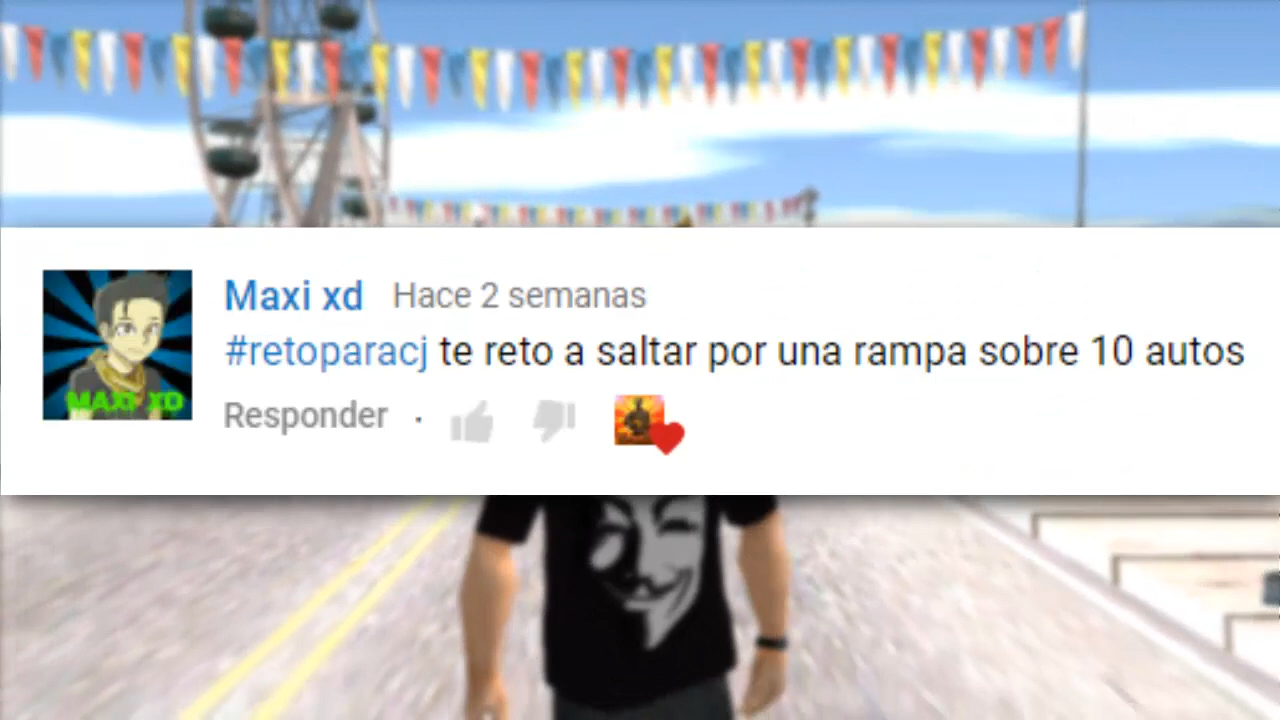 Maxi xd Hace 2 semanas
#retoparacj te reto a saltar por una rampa sobre 10 autos
MAXI XD
Responder ·